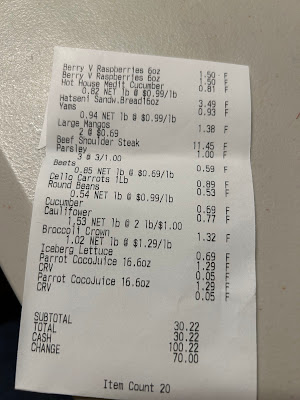 Berry V Raspberries 6oz 1.50 F
Berry V Raspberries 6oz 1.50 F
Hot House Medit Cucumber 0.81 F
0.82 NET lb @ $0.99/lb
Hatseni Sandw.Bread16oz 3.49 F
Yams 0.93 F
0.94 NET lb @ $0.99/lb
Large Mangos 1.38 F
2 @ $0.69
Beef Shoulder Steak 11.45 F
Parsley 1.00 F
3 @ 3/1.00
Beets 0.59 F
0.85 NET lb @ $0.69/lb
Cello Carrots 1Lb 0.89 F
Round Beans 0.53 F
0.54 NET lb @ $0.99/lb
Cucumber 0.69 F
Cauliflower 0.77 F
1.53 NET lb @ 2 lb/$1.00
Broccoli Crown 1.32 F
1.02 NET lb @ $1.29/lb
Iceberg Lettuce 0.69 F
Parrot CocoJuice 16.6oz 1.29 F
CRV 0.05 F
Parrot CocoJuice 16.6oz 1.29 F
CRV 0.05 F
SUBTOTAL 30.22
TOTAL 30.22
CASH 100.22
CHANGE 70.00
Item Count 20